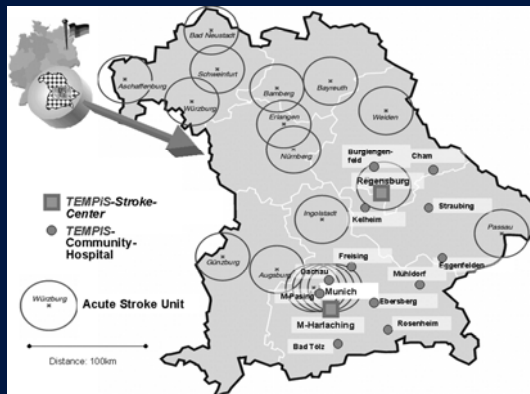 Bad Neustadt
Schweinfurt
Aschaffenburg
Bamberg
Bayreuth
Würzburg
Erlangen
Weiden
Nürnberg
Burglengen-
feld
Cham
Regensburg
TEMPiS-Stroke-
Center
Kelheim
Straubing
TEMPiS-
Community-
Hospital
Ingolstadt
Passau
Günzburg
Augsburg
Freising
Eggenfelden
Dachau
Mühldorf
Munich
M-Pasing
Ebersberg
Würzburg
Acute Stroke Unit
M-Harlaching
Rosenheim
Bad Tölz
Distance: 100km